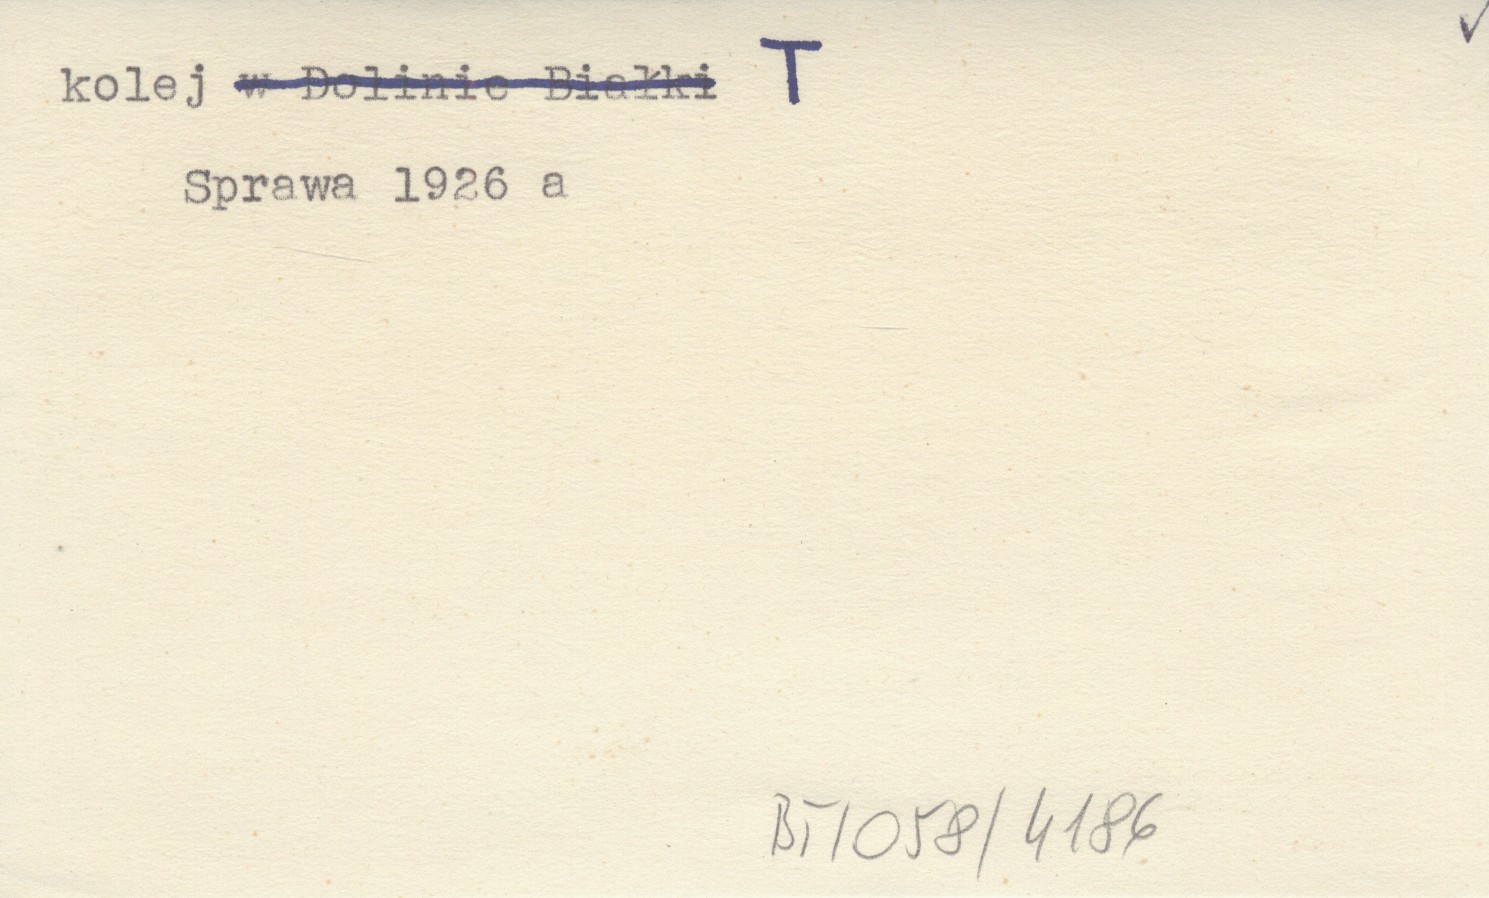 kolej w Dolinie Białki T
Sprawa 1926 a
BT/058/4186